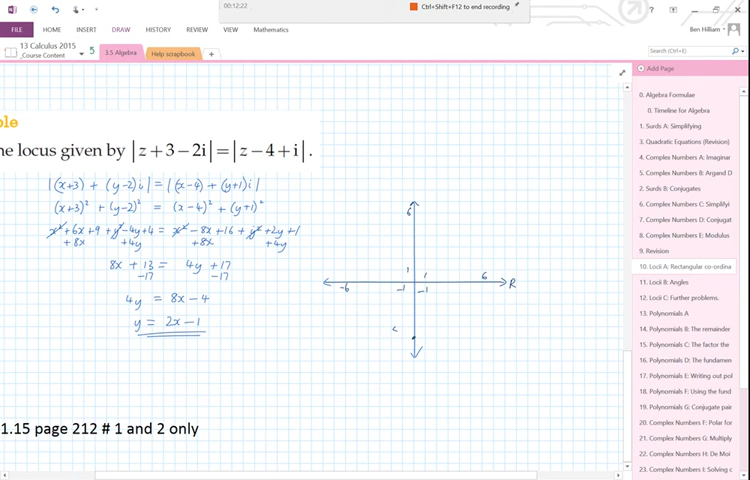 00:12:22
Ctrl+Shift+F12 to end recording
FILE HOME INSERT DRAW HISTORY REVIEW VIEW Mathematics
Ben Hilliam
13 Calculus 2015
_Course Content
5
3.5 Algebra
Help scrapbook
Search (Ctrl+E)
Add Page
ple
he locus given by |z+3−2i|=|z−4+i|.
|(x+3) + (y−2)i| = |(x−4) + (y+1)i|
(x+3)² + (y−2)² = (x−4)² + (y+1)²
x² + 6x + 9 + y² − 4y + 4 = x² − 8x + 16 + y² + 2y + 1
+8x +4y +8x +4y
8x + 13 = 4y + 17
−17 −17
4y = 8x − 4
y = 2x − 1
6
1 1 6
-6 -1 -1 R
1.15 page 212 # 1 and 2 only
0. Algebra Formulae
0. Timeline for Algebra
1. Surds A: Simplifying
3. Quadratic Equations (Revision)
4. Complex Numbers A: Imaginar
5. Complex Numbers B: Argand D
2. Surds B: Conjugates
6. Complex Numbers C: Simplifyi
7. Complex Numbers D: Conjugat
8. Complex Numbers E: Modulus
9. Revision
10. Locii A: Rectangular co-ordina
11. Locii B: Angles
12. Locii C: Further problems.
13. Polynomials A
14. Polynomials B: The remainder
15. Polynomials C: The factor the
16. Polynomials D: The fundamen
17. Polynomials E: Writing out pol
18. Polynomials F: Using the fund
19. Polynomials G: Conjugate pair
20. Complex Numbers F: Polar for
21. Complex Numbers G: Multiply
22. Complex Numbers H: De Moi
23. Complex Numbers I: Solving c